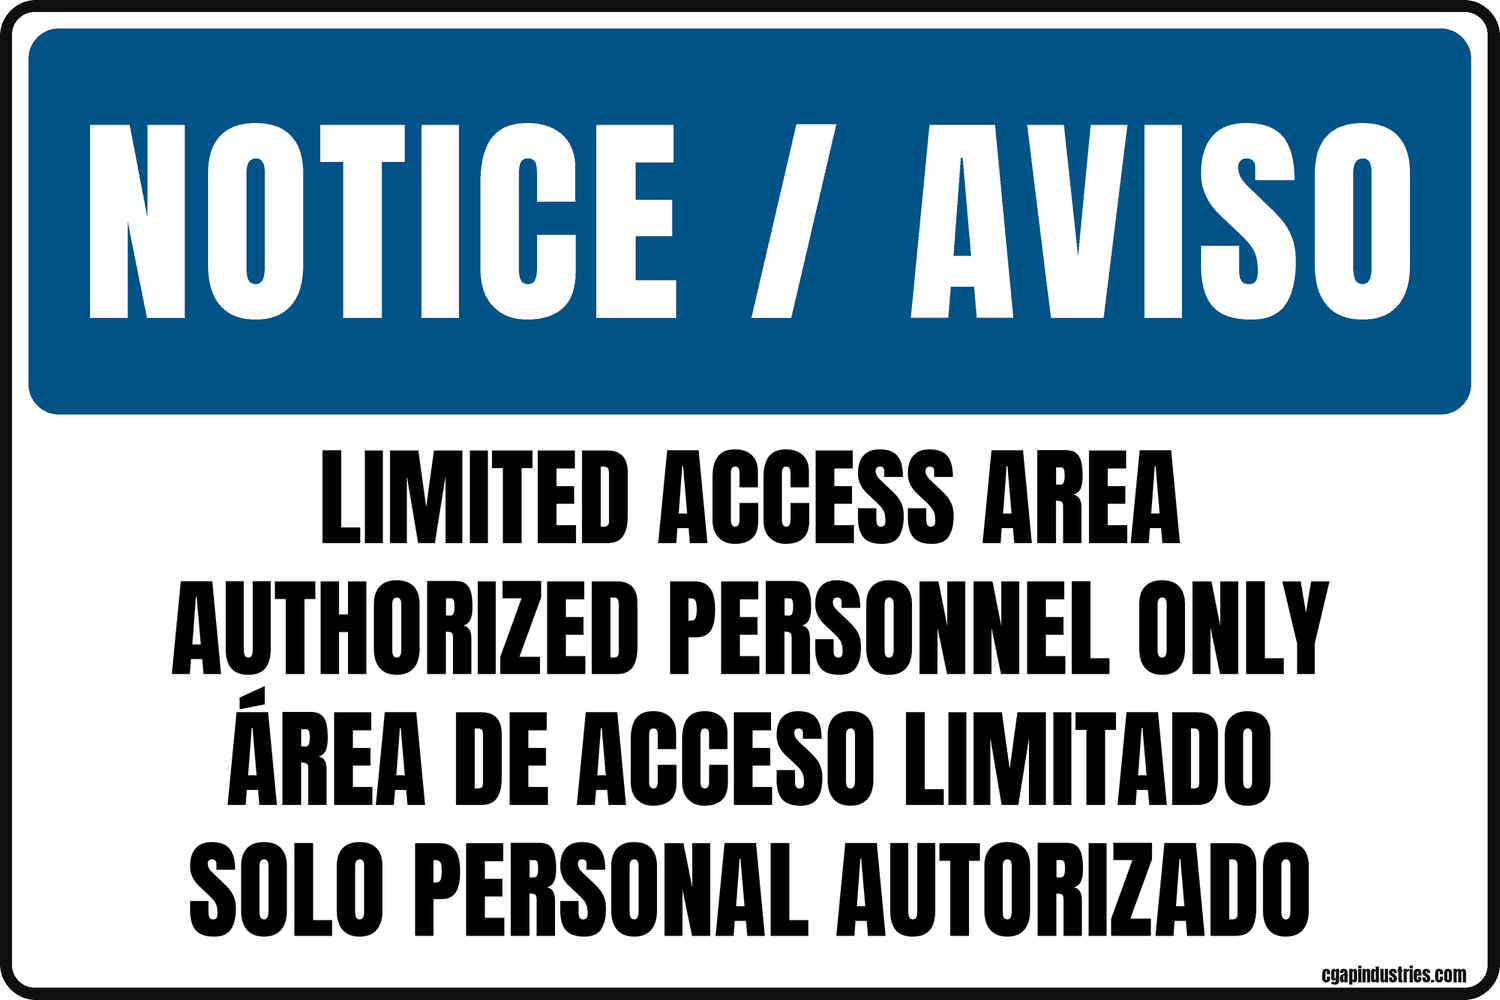 NOTICE / AVISO
LIMITED ACCESS AREA
AUTHORIZED PERSONNEL ONLY
ÁREA DE ACCESO LIMITADO
SOLO PERSONAL AUTORIZADO
cgapindustries.com